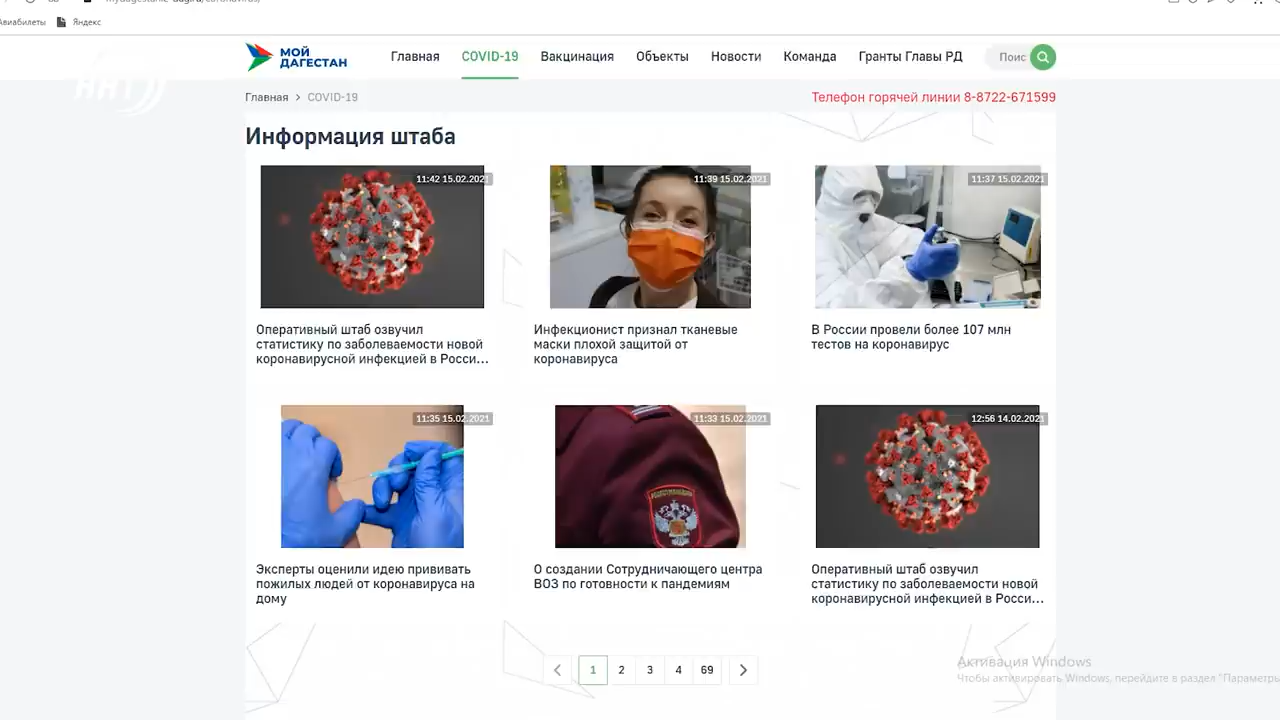 Авиабилеты Яндекс
МОЙ ДАГЕСТАН
Главная COVID-19 Вакцинация Объекты Новости Команда Гранты Главы РД Поиск
Главная > COVID-19
Телефон горячей линии 8-8722-671599
Информация штаба
11:42 15.02.2021
11:39 15.02.2021
11:37 15.02.2021
Оперативный штаб озвучил
статистику по заболеваемости новой
коронавирусной инфекцией в Росси...
Инфекционист признал тканевые
маски плохой защитой от
коронавируса
В России провели более 107 млн
тестов на коронавирус
11:35 15.02.2021
11:33 15.02.2021
12:56 14.02.2021
Эксперты оценили идею прививать
пожилых людей от коронавируса на
дому
О создании Сотрудничающего центра
ВОЗ по готовности к пандемиям
Оперативный штаб озвучил
статистику по заболеваемости новой
коронавирусной инфекцией в Росси...
1 2 3 4 69
Активация Windows
Чтобы активировать Windows, перейдите в раздел "Параметры